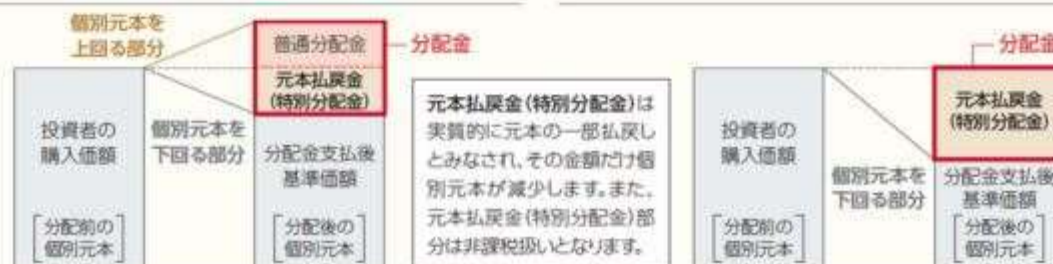 個別元本を
上回る部分
普通分配金
分配金
元本払戻金
(特別分配金)
投資者の
購入価額
個別元本を
下回る部分
分配金支払後
基準価額
[分配前の
個別元本]
[分配後の
個別元本]
元本払戻金(特別分配金)は
実質的に元本の一部払戻し
とみなされ、その金額だけ個
別元本が減少します。また、
元本払戻金(特別分配金)部
分は非課税扱いとなります。
分配金
元本払戻金
(特別分配金)
投資者の
購入価額
個別元本を
下回る部分
分配金支払後
基準価額
[分配前の
個別元本]
[分配後の
個別元本]